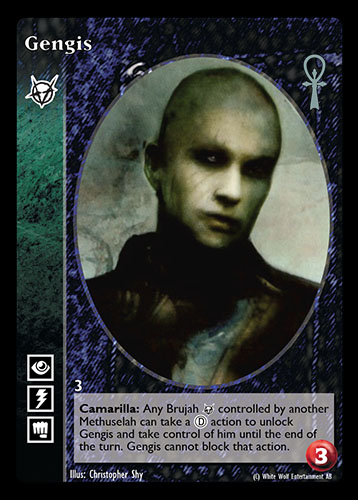 Gengis
3
Camarilla: Any Brujah controlled by another
Methuselah can take a D action to unlock
Gengis and take control of him until the end of
the turn. Gengis cannot block that action.
3
Illus: Christopher Shy
(C) White Wolf Entertainment AB